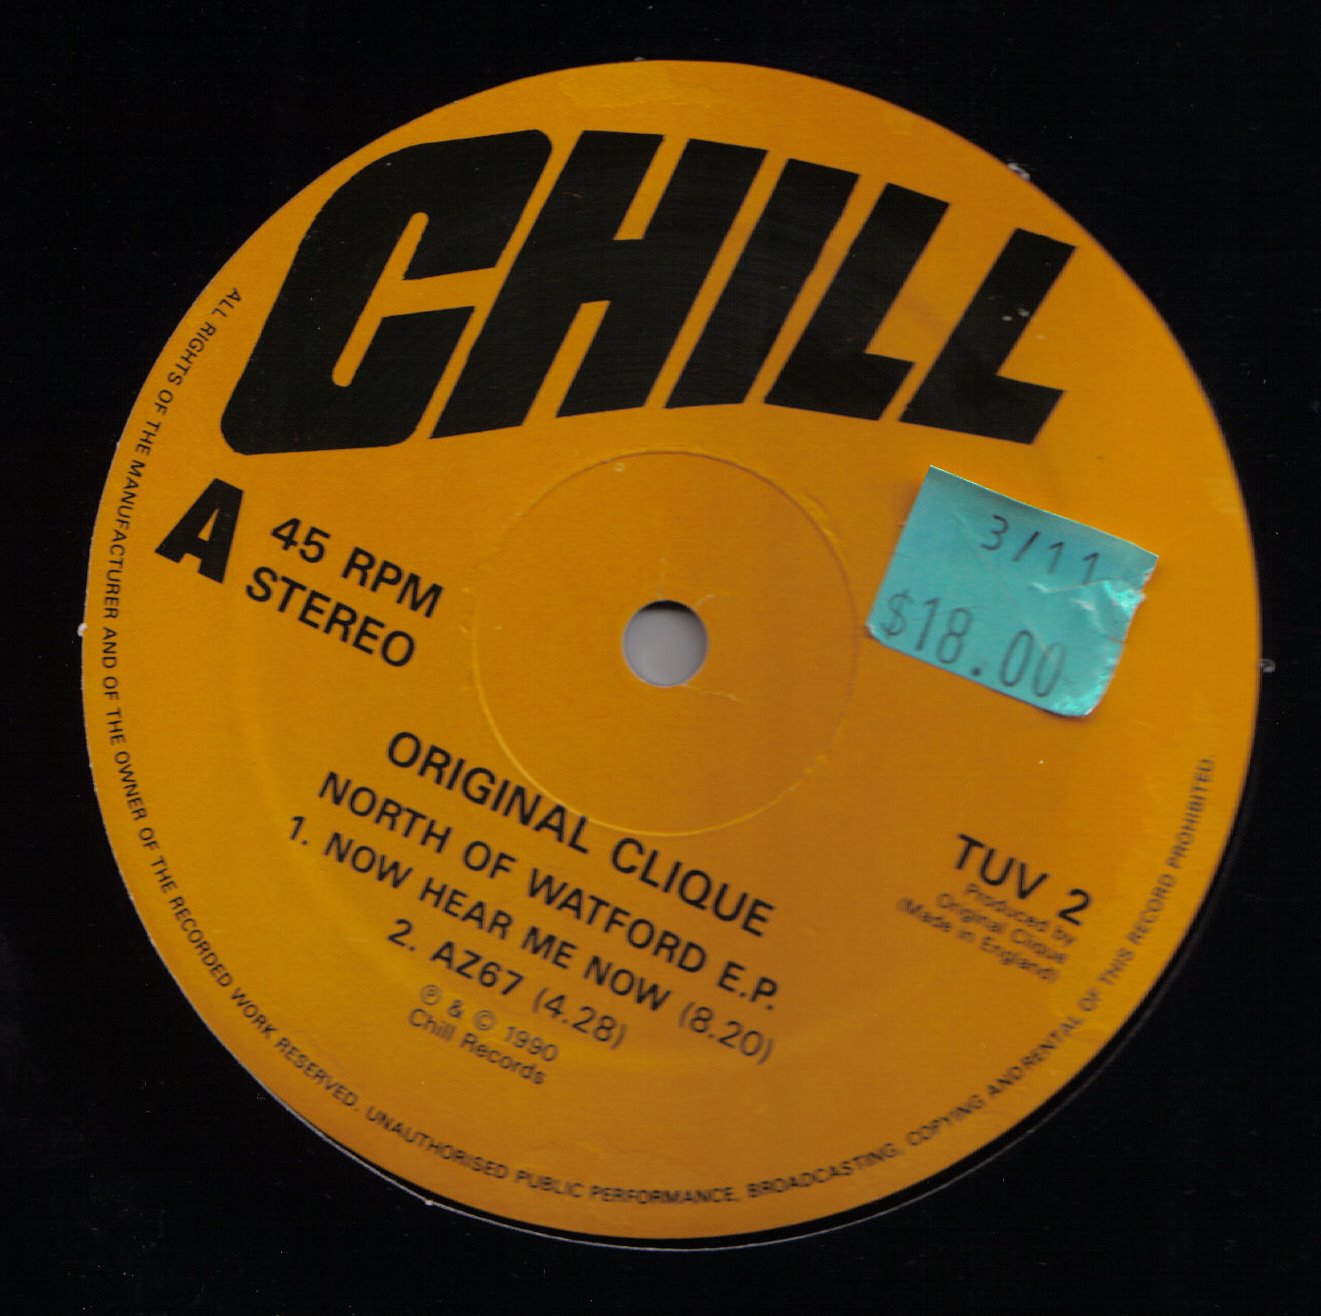 CHILL
A
45 RPM
STEREO
3/11
$18.00
ORIGINAL CLIQUE
NORTH OF WATFORD E.P.
1. NOW HEAR ME NOW (8.20)
2. AZ67 (4.28)
℗ & © 1990
Chill Records
TUV 2
Produced by
Original Clique
(Made in England)
ALL RIGHTS OF THE MANUFACTURER AND OF THE OWNER OF THE RECORDED WORK RESERVED. UNAUTHORISED PUBLIC PERFORMANCE, BROADCASTING, COPYING AND RENTAL OF THIS RECORD PROHIBITED.